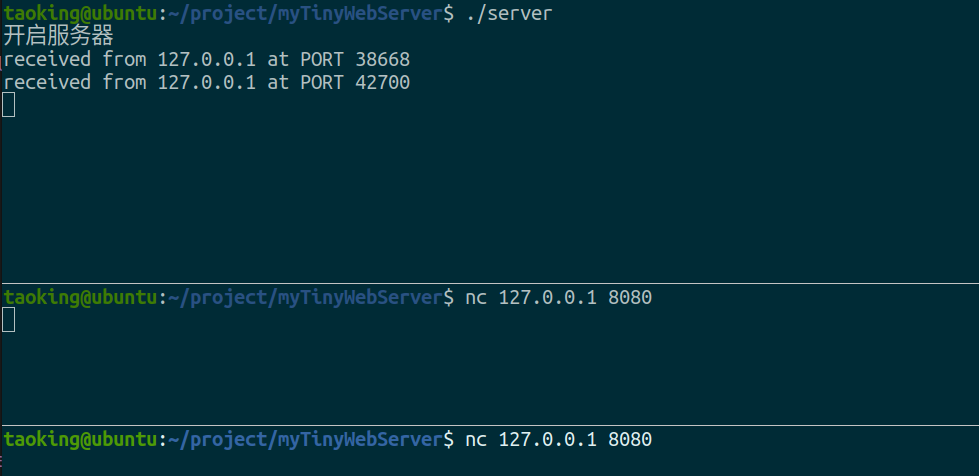 taoking@ubuntu:~/project/myTinyWebServer$ ./server
开启服务器
received from 127.0.0.1 at PORT 38668
received from 127.0.0.1 at PORT 42700
taoking@ubuntu:~/project/myTinyWebServer$ nc 127.0.0.1 8080
taoking@ubuntu:~/project/myTinyWebServer$ nc 127.0.0.1 8080